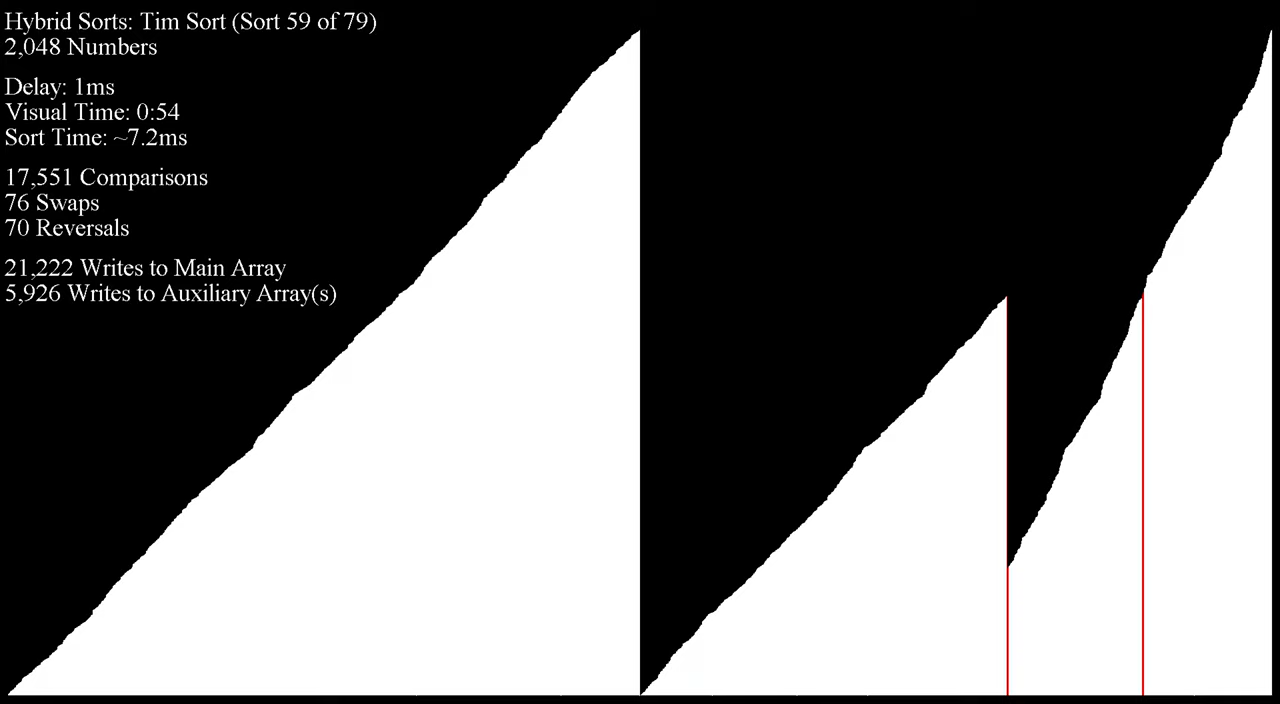 Hybrid Sorts: Tim Sort (Sort 59 of 79)
2,048 Numbers
Delay: 1ms
Visual Time: 0:54
Sort Time: ~7.2ms
17,551 Comparisons
76 Swaps
70 Reversals
21,222 Writes to Main Array
5,926 Writes to Auxiliary Array(s)